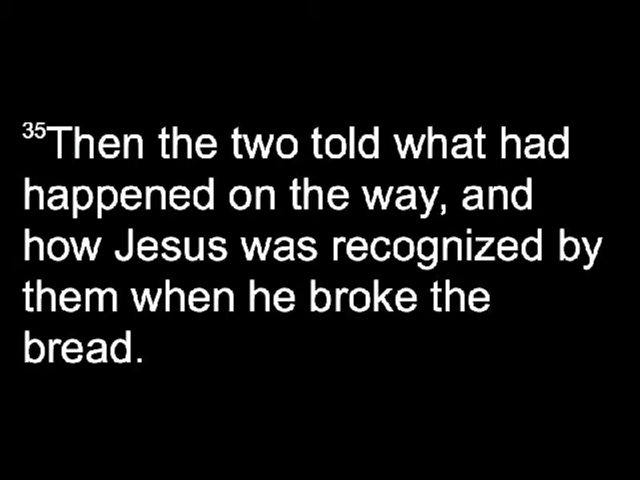 35Then the two told what had
happened on the way, and
how Jesus was recognized by
them when he broke the
bread.